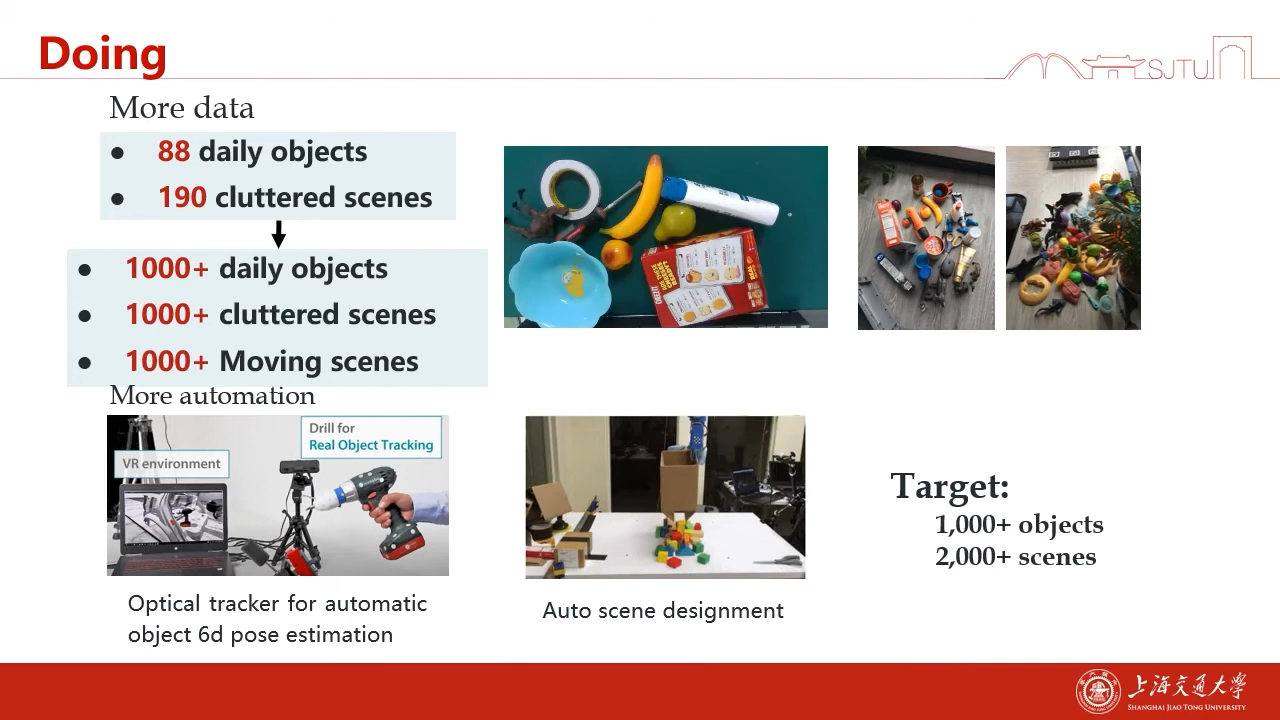 Doing
SJTU
More data
● 88 daily objects
● 190 cluttered scenes
● 1000+ daily objects
● 1000+ cluttered scenes
● 1000+ Moving scenes
More automation
VR environment
Drill for
Real Object Tracking
Optical tracker for automatic
object 6d pose estimation
Auto scene designment
Target:
1,000+ objects
2,000+ scenes
上海交通大学
SHANGHAI JIAO TONG UNIVERSITY